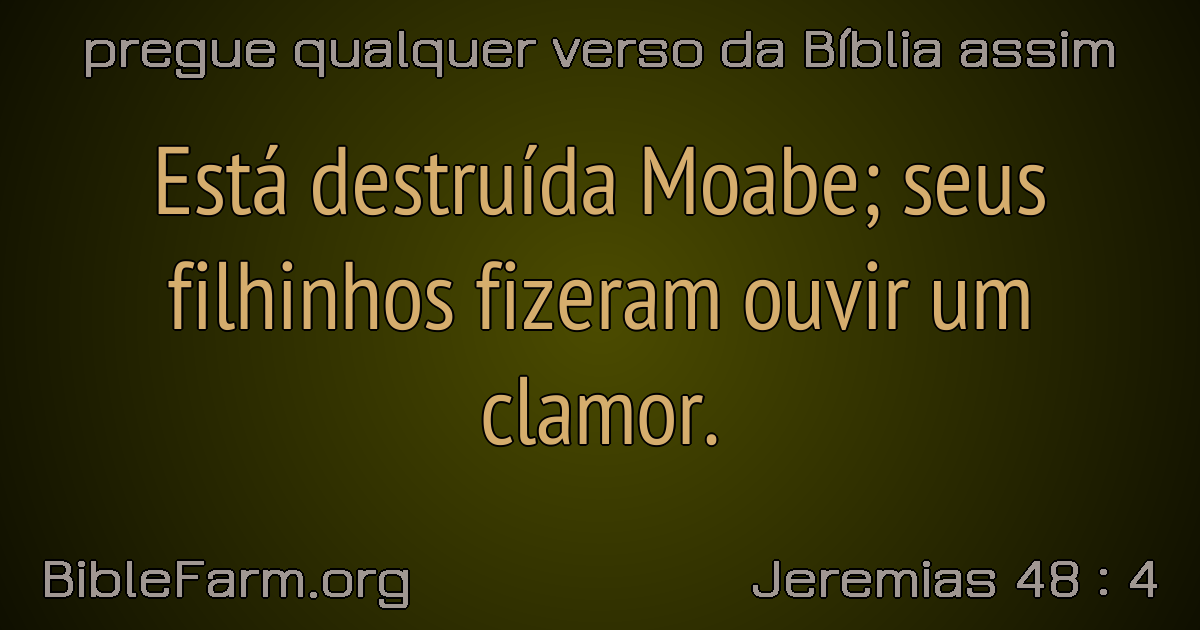 pregue qualquer verso da Bíblia assim
Está destruída Moabe; seus
filhinhos fizeram ouvir um
clamor.
BibleFarm.org
Jeremias 48 : 4